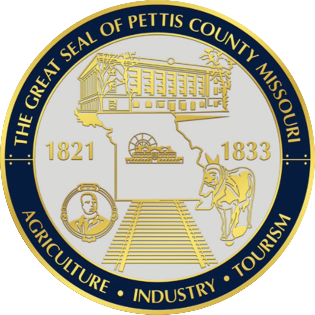 THE GREAT SEAL OF PETTIS COUNTY MISSOURI
1821
1833
AGRICULTURE • INDUSTRY • TOURISM